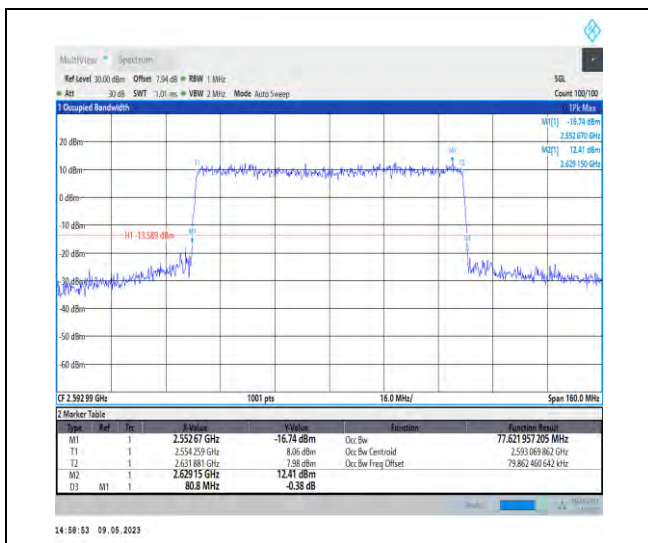 MultiView Spectrum
Ref Level 30.00 dBm Offset 7.94 dB RBW 1 MHz SGL
Att 30 dB SWT 1.01 ms VBW 2 MHz Mode Auto Sweep Count 100/100
1 Occupied Bandwidth 1Pk Max
M1[1] -16.74 dBm
2.552 670 GHz
M2[1] 12.41 dBm
2.629 150 GHz
20 dBm
M2
T1 T2
10 dBm
0 dBm
-10 dBm
H1 -13.589 dBm M1
D3
-20 dBm
-30 dBm
-40 dBm
-50 dBm
-60 dBm
CF 2.592 99 GHz 1001 pts 16.0 MHz/ Span 160.0 MHz
2 Marker Table
Type Ref Trc X-Value Y-Value Function Function Result
M1 1 2.552 67 GHz -16.74 dBm Occ Bw 77.621 957 205 MHz
T1 1 2.554 259 GHz 8.06 dBm Occ Bw Centroid 2.593 069 862 GHz
T2 1 2.631 881 GHz 7.98 dBm Occ Bw Freq Offset 79.862 460 642 kHz
M2 1 2.629 15 GHz 12.41 dBm
D3 M1 1 80.8 MHz -0.38 dB
14:58:53 09.05.2023